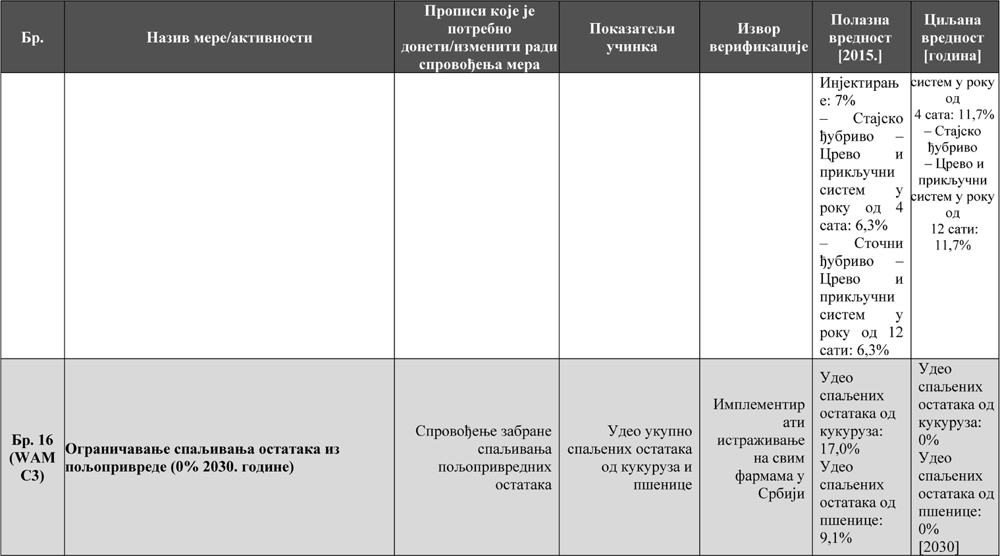 Бр.
Назив мере/активности
Прописи које је
потребно
донети/изменити ради
спровођења мера
Показатељи
учинка
Извор
верификације
Полазна
вредност
[2015.]
Циљана
вредност
[година]
Инјектирањ
е: 7%
– Стајско
ђубриво –
Црево и
прикључни
систем у
року од 4
сата: 6,3%
– Сточни
ђубриво –
Црево и
прикључни
систем у
року од 12
сати: 6,3%
систем у року
од
4 сата: 11,7%
– Стајско
ђубриво
– Црево и
прикључни
систем у року
од
12 сати:
11,7%
Бр. 16
(WAM
C3)
Ограничавање спаљивања остатака из
пољопривреде (0% 2030. године)
Спровођење забране
спаљивања
пољопривредних
остатака
Удео укупно
спаљених остатака
од кукуруза и
пшенице
Имплементир
ати
истраживање
на свим
фармама у
Србији
Удео
спаљених
остатака од
кукуруза:
17,0%
Удео
спаљених
остатака од
пшенице:
9,1%
Удео
спаљених
остатака од
кукуруза:
0%
Удео
спаљених
остатака од
пшенице:
0%
[2030]